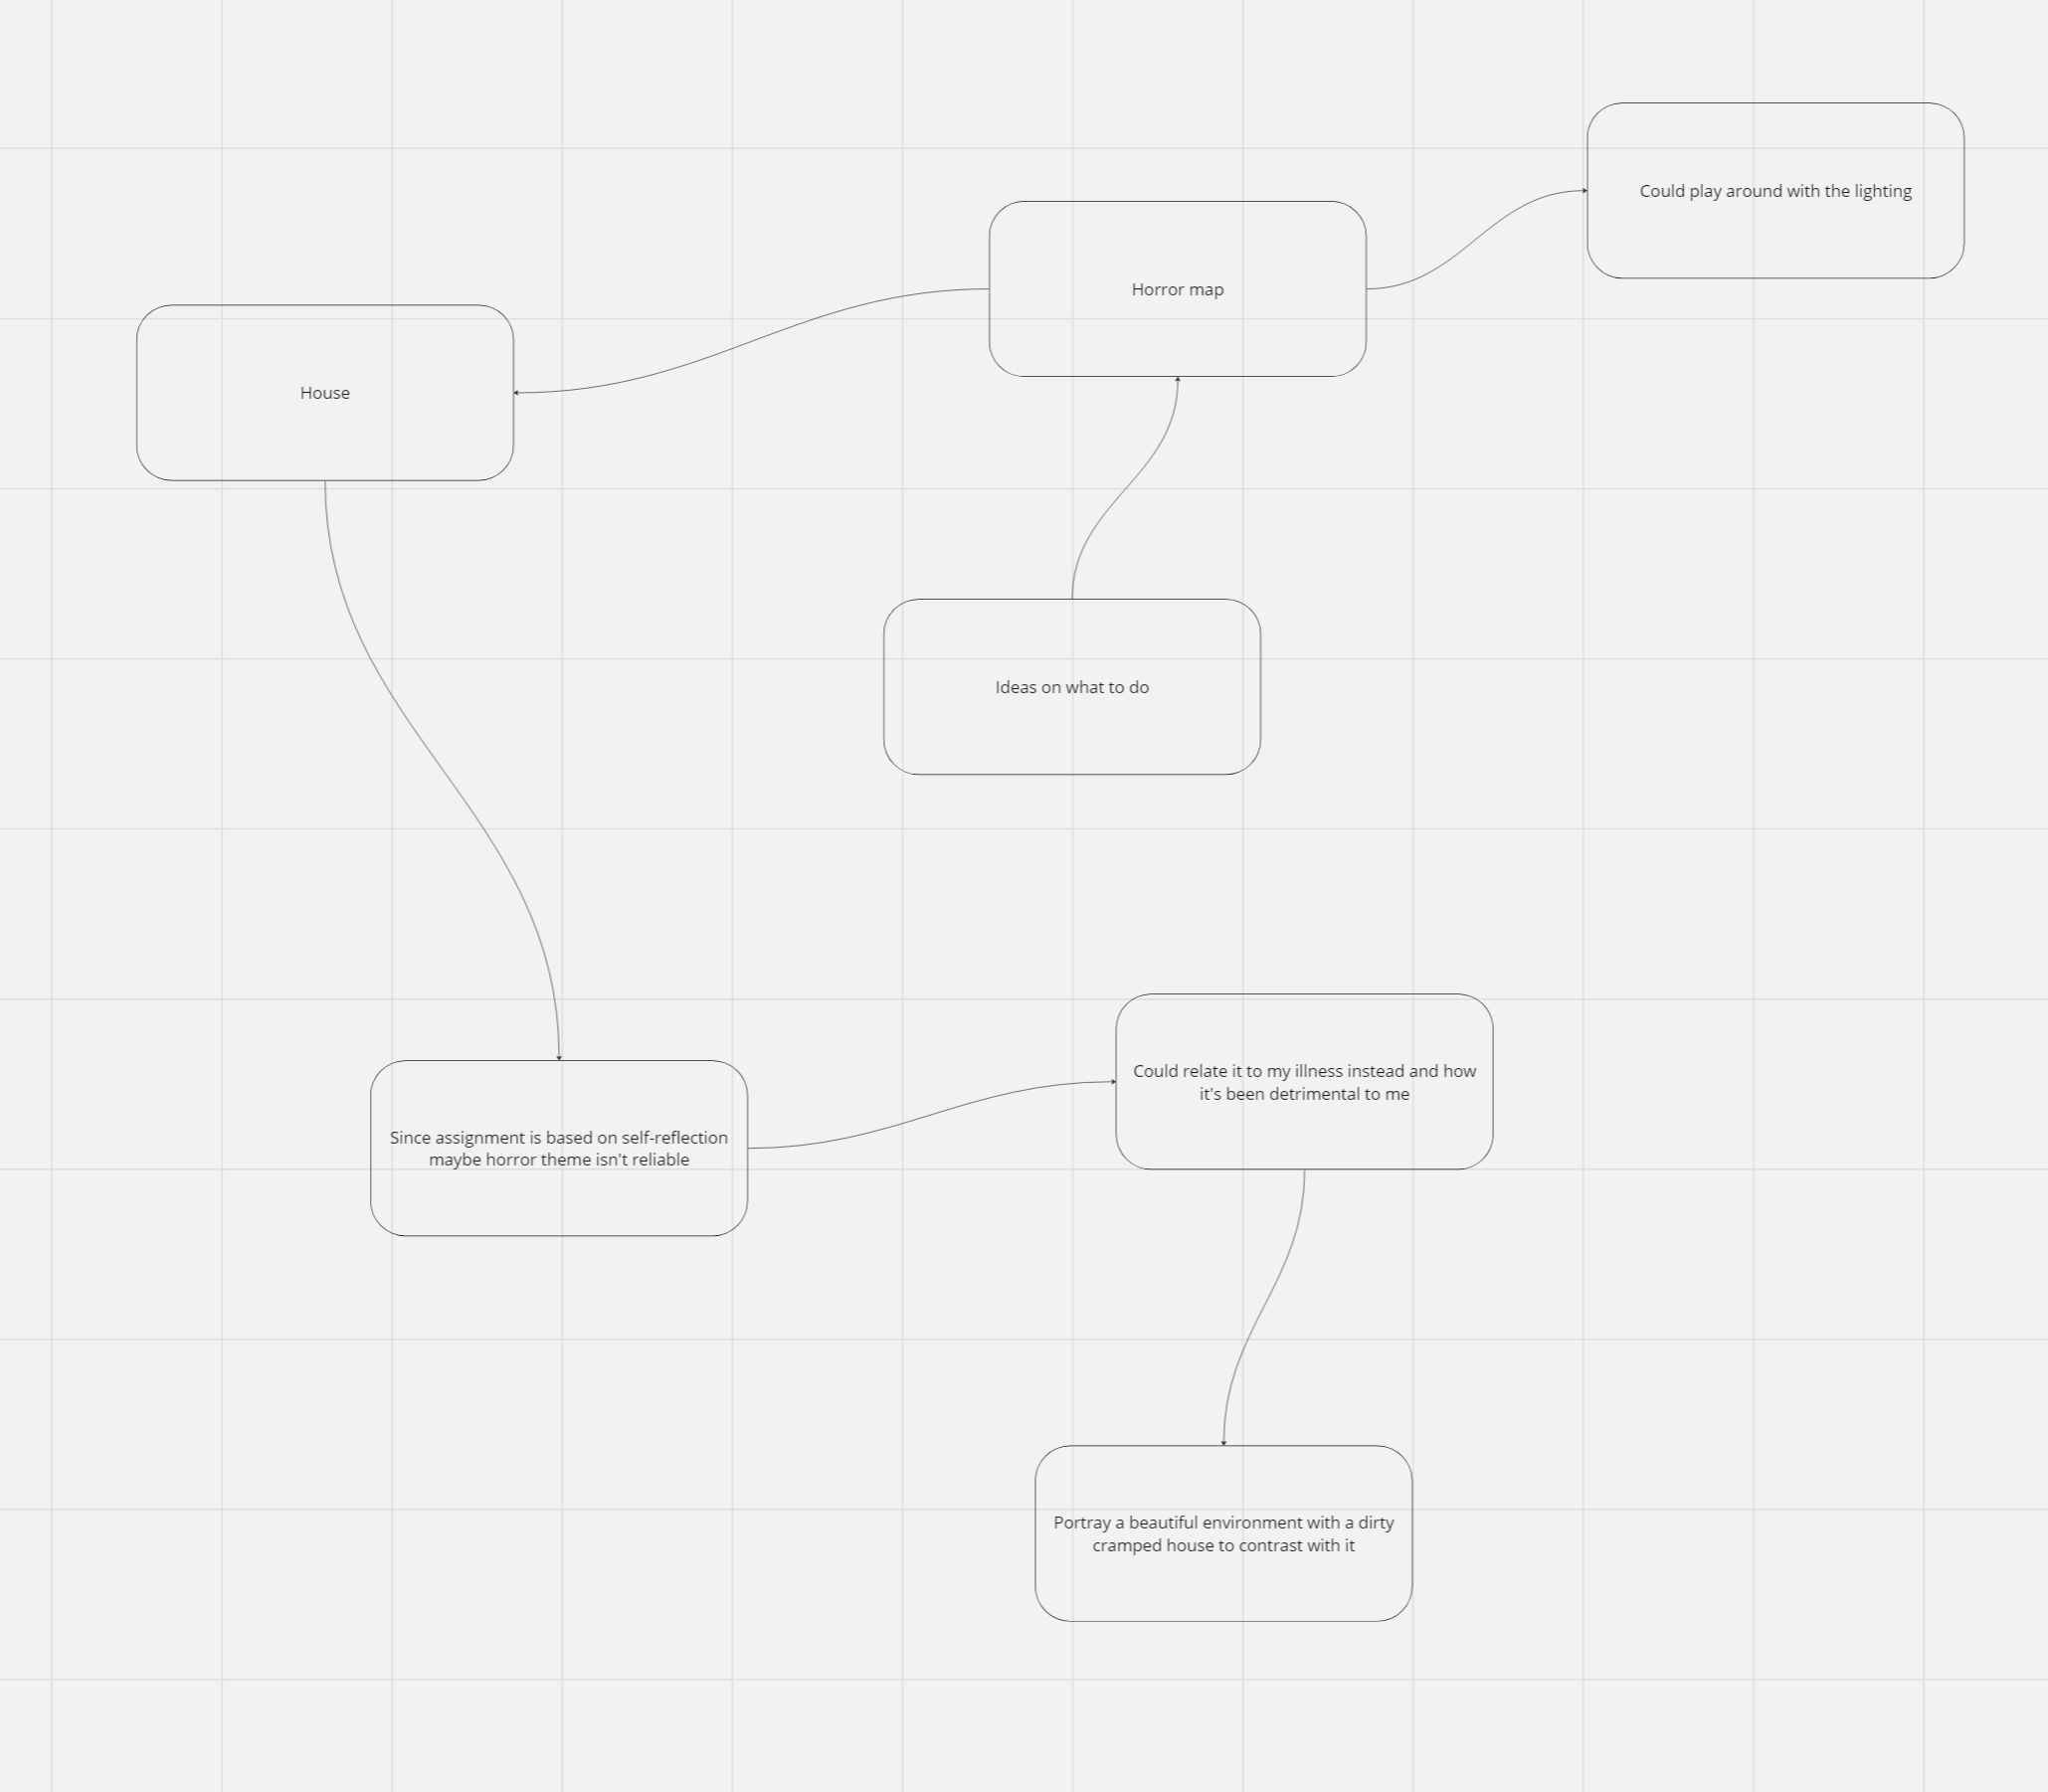 Could play around with the lighting
Horror map
House
Ideas on what to do
Could relate it to my illness instead and how
it's been detrimental to me
Since assignment is based on self-reflection
maybe horror theme isn't reliable
Portray a beautiful environment with a dirty
cramped house to contrast with it